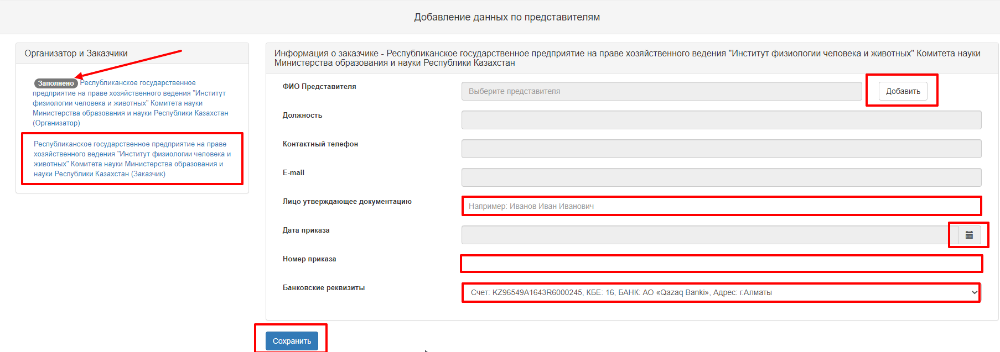 Добавление данных по представителям
Организатор и Заказчики
Заполнено Республиканское государственное
предприятие на праве хозяйственного ведения "Институт
физиологии человека и животных" Комитета науки
Министерства образования и науки Республики Казахстан
(Организатор)
Республиканское государственное предприятие на праве
хозяйственного ведения "Институт физиологии человека и
животных" Комитета науки Министерства образования и
науки Республики Казахстан (Заказчик)
Информация о заказчике - Республиканское государственное предприятие на праве хозяйственного ведения "Институт физиологии человека и животных" Комитета науки
Министерства образования и науки Республики Казахстан
ФИО Представителя
Выберите представителя
Добавить
Должность
Контактный телефон
E-mail
Лицо утверждающее документацию
Например: Иванов Иван Иванович
Дата приказа
Номер приказа
Банковские реквизиты
Счет: KZ96549A1643R6000245, КБЕ: 16, БАНК: АО «Qazaq Banki», Адрес: г.Алматы
Сохранить